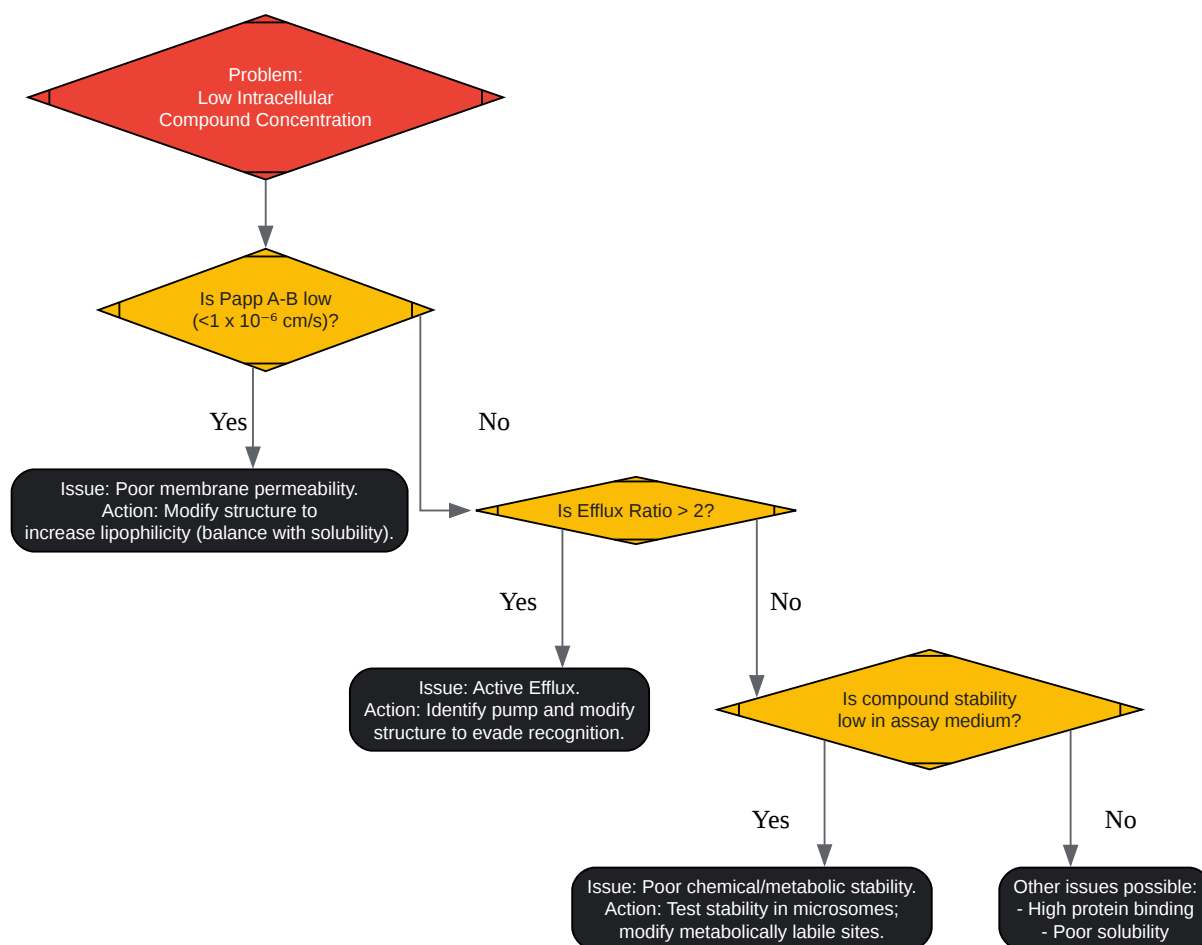 Problem:
Low Intracellular
Compound Concentration
Is Papp A-B low
(<1 x 10⁻⁶ cm/s)?
Yes
No
Issue: Poor membrane permeability.
Action: Modify structure to
increase lipophilicity (balance with solubility).
Is Efflux Ratio > 2?
Yes
No
Issue: Active Efflux.
Action: Identify pump and modify
structure to evade recognition.
Is compound stability
low in assay medium?
Yes
No
Issue: Poor chemical/metabolic stability.
Action: Test stability in microsomes;
modify metabolically labile sites.
Other issues possible:
- High protein binding
- Poor solubility